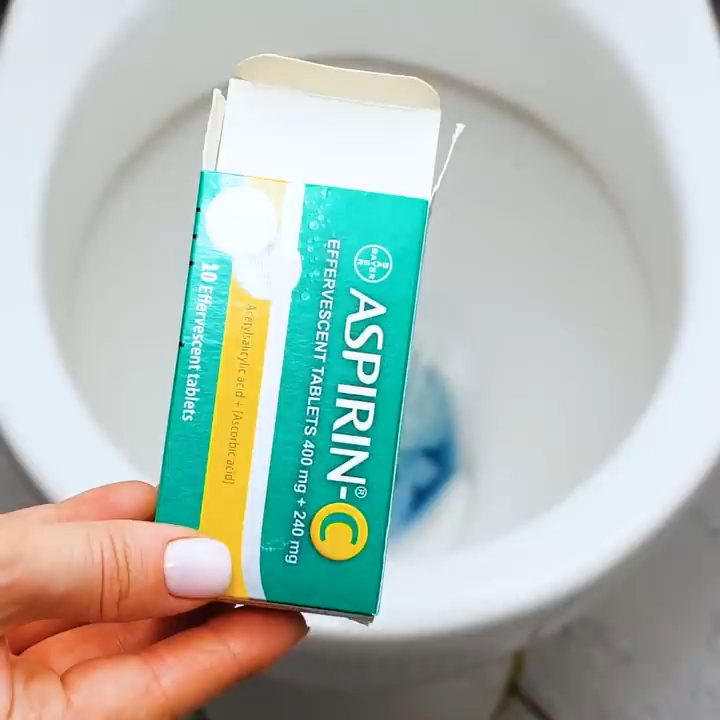 BAYER
ASPIRIN-C
®
EFFERVESCENT TABLETS 400 mg + 240 mg
Acetylsalicylic acid + (Ascorbic acid)
10 Effervescent tablets